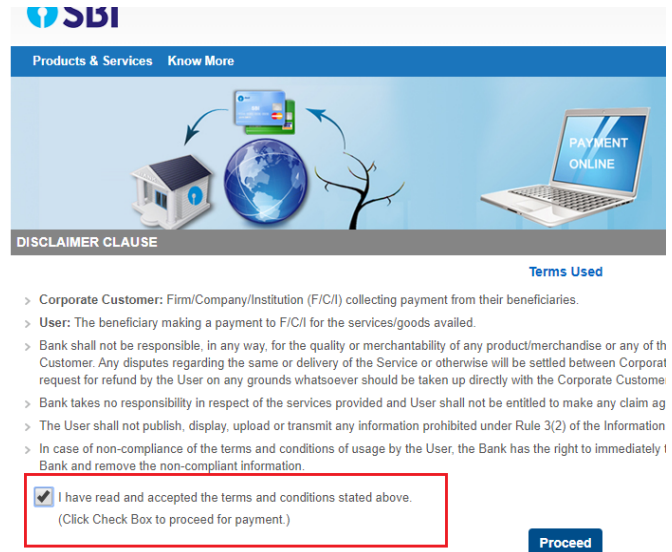 SBI
Products & Services Know More
PAYMENT
ONLINE
DISCLAIMER CLAUSE
Terms Used
Corporate Customer: Firm/Company/Institution (F/C/I) collecting payment from their beneficiaries.
User: The beneficiary making a payment to F/C/I for the services/goods availed.
Bank shall not be responsible, in any way, for the quality or merchantability of any product/merchandise or any of th
Customer. Any disputes regarding the same or delivery of the Service or otherwise will be settled between Corporat
request for refund by the User on any grounds whatsoever should be taken up directly with the Corporate Custome
Bank takes no responsibility in respect of the services provided and User shall not be entitled to make any claim ag
The User shall not publish, display, upload or transmit any information prohibited under Rule 3(2) of the Information
In case of non-compliance of the terms and conditions of usage by the User, the Bank has the right to immediately t
Bank and remove the non-compliant information.
I have read and accepted the terms and conditions stated above.
(Click Check Box to proceed for payment.)
Proceed